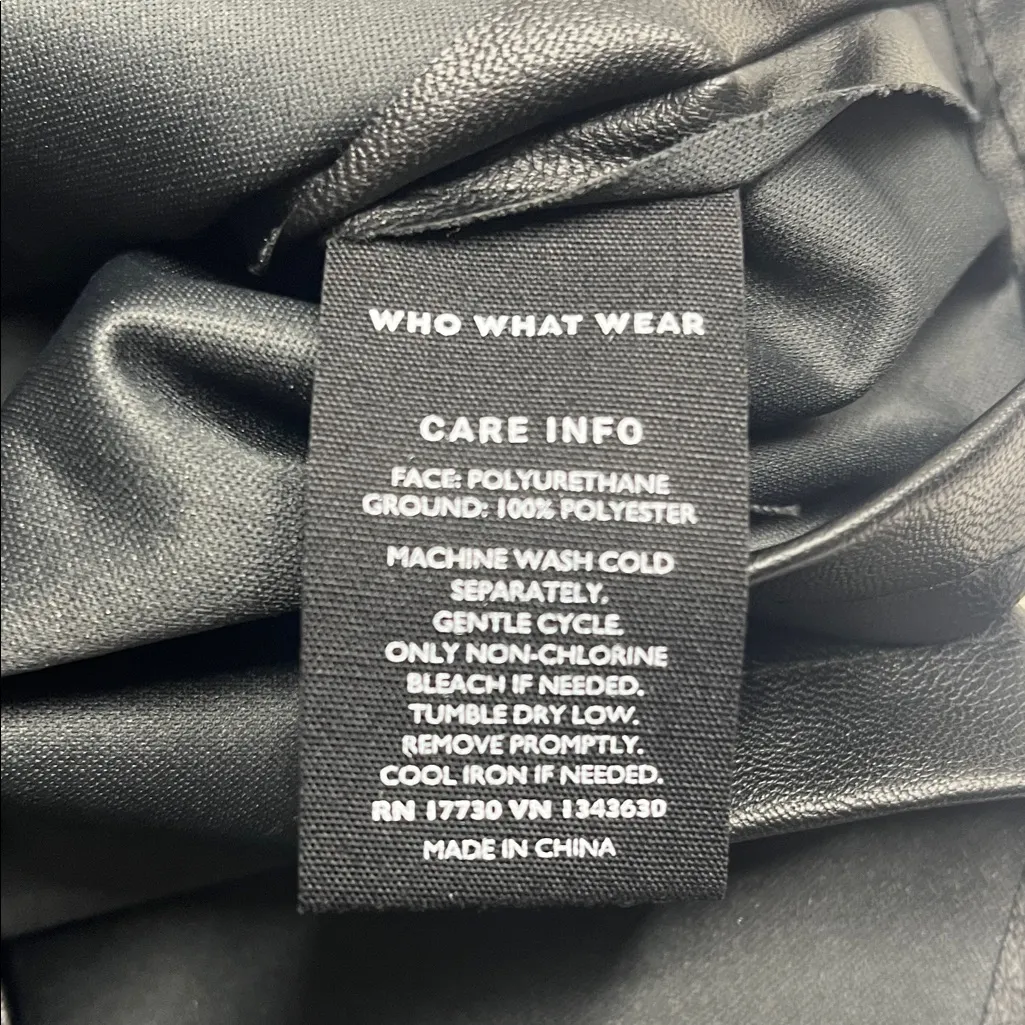 WHO WHAT WEAR
CARE INFO
FACE: POLYURETHANE
GROUND: 100% POLYESTER
MACHINE WASH COLD
SEPARATELY.
GENTLE CYCLE.
ONLY NON-CHLORINE
BLEACH IF NEEDED.
TUMBLE DRY LOW.
REMOVE PROMPTLY.
COOL IRON IF NEEDED.
RN 17730 VN 1343630
MADE IN CHINA